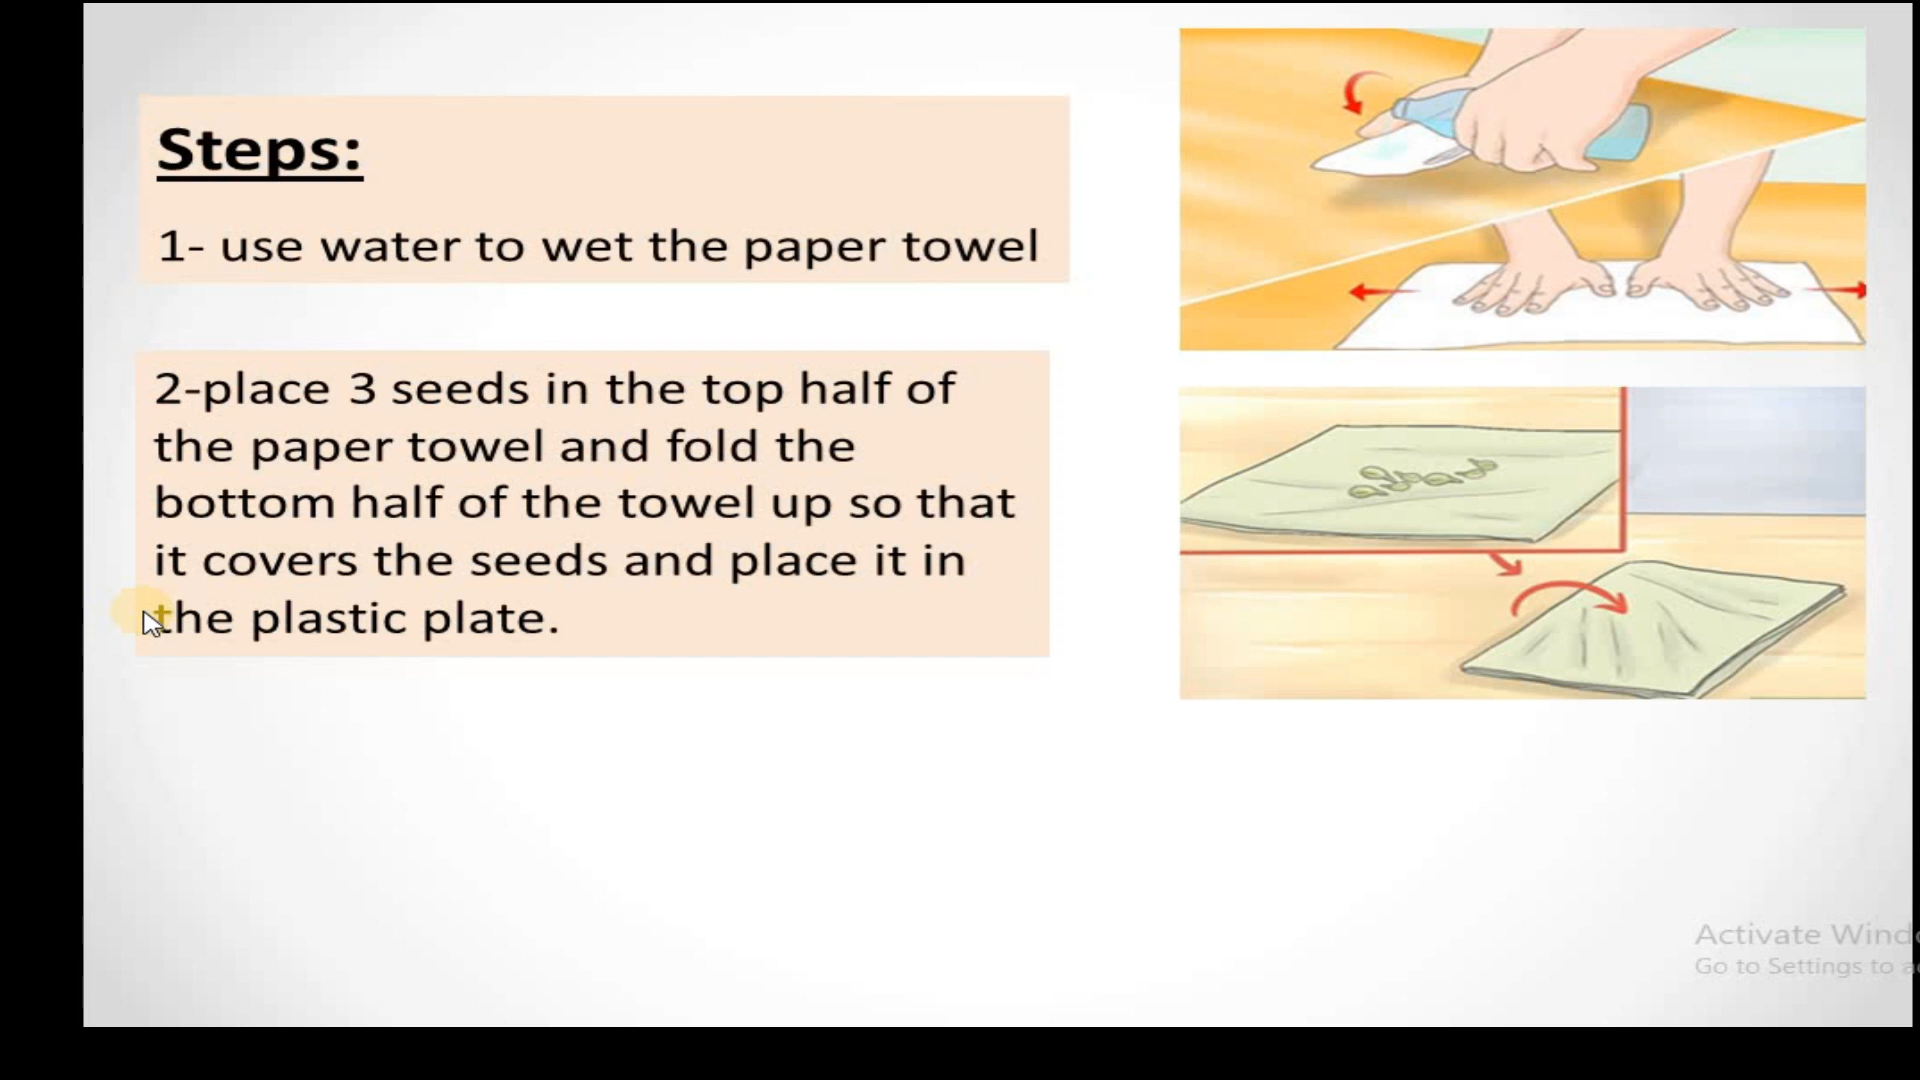 Steps:
1- use water to wet the paper towel
2-place 3 seeds in the top half of
the paper towel and fold the
bottom half of the towel up so that
it covers the seeds and place it in
the plastic plate.
Activate Wind
Go to Settings to a